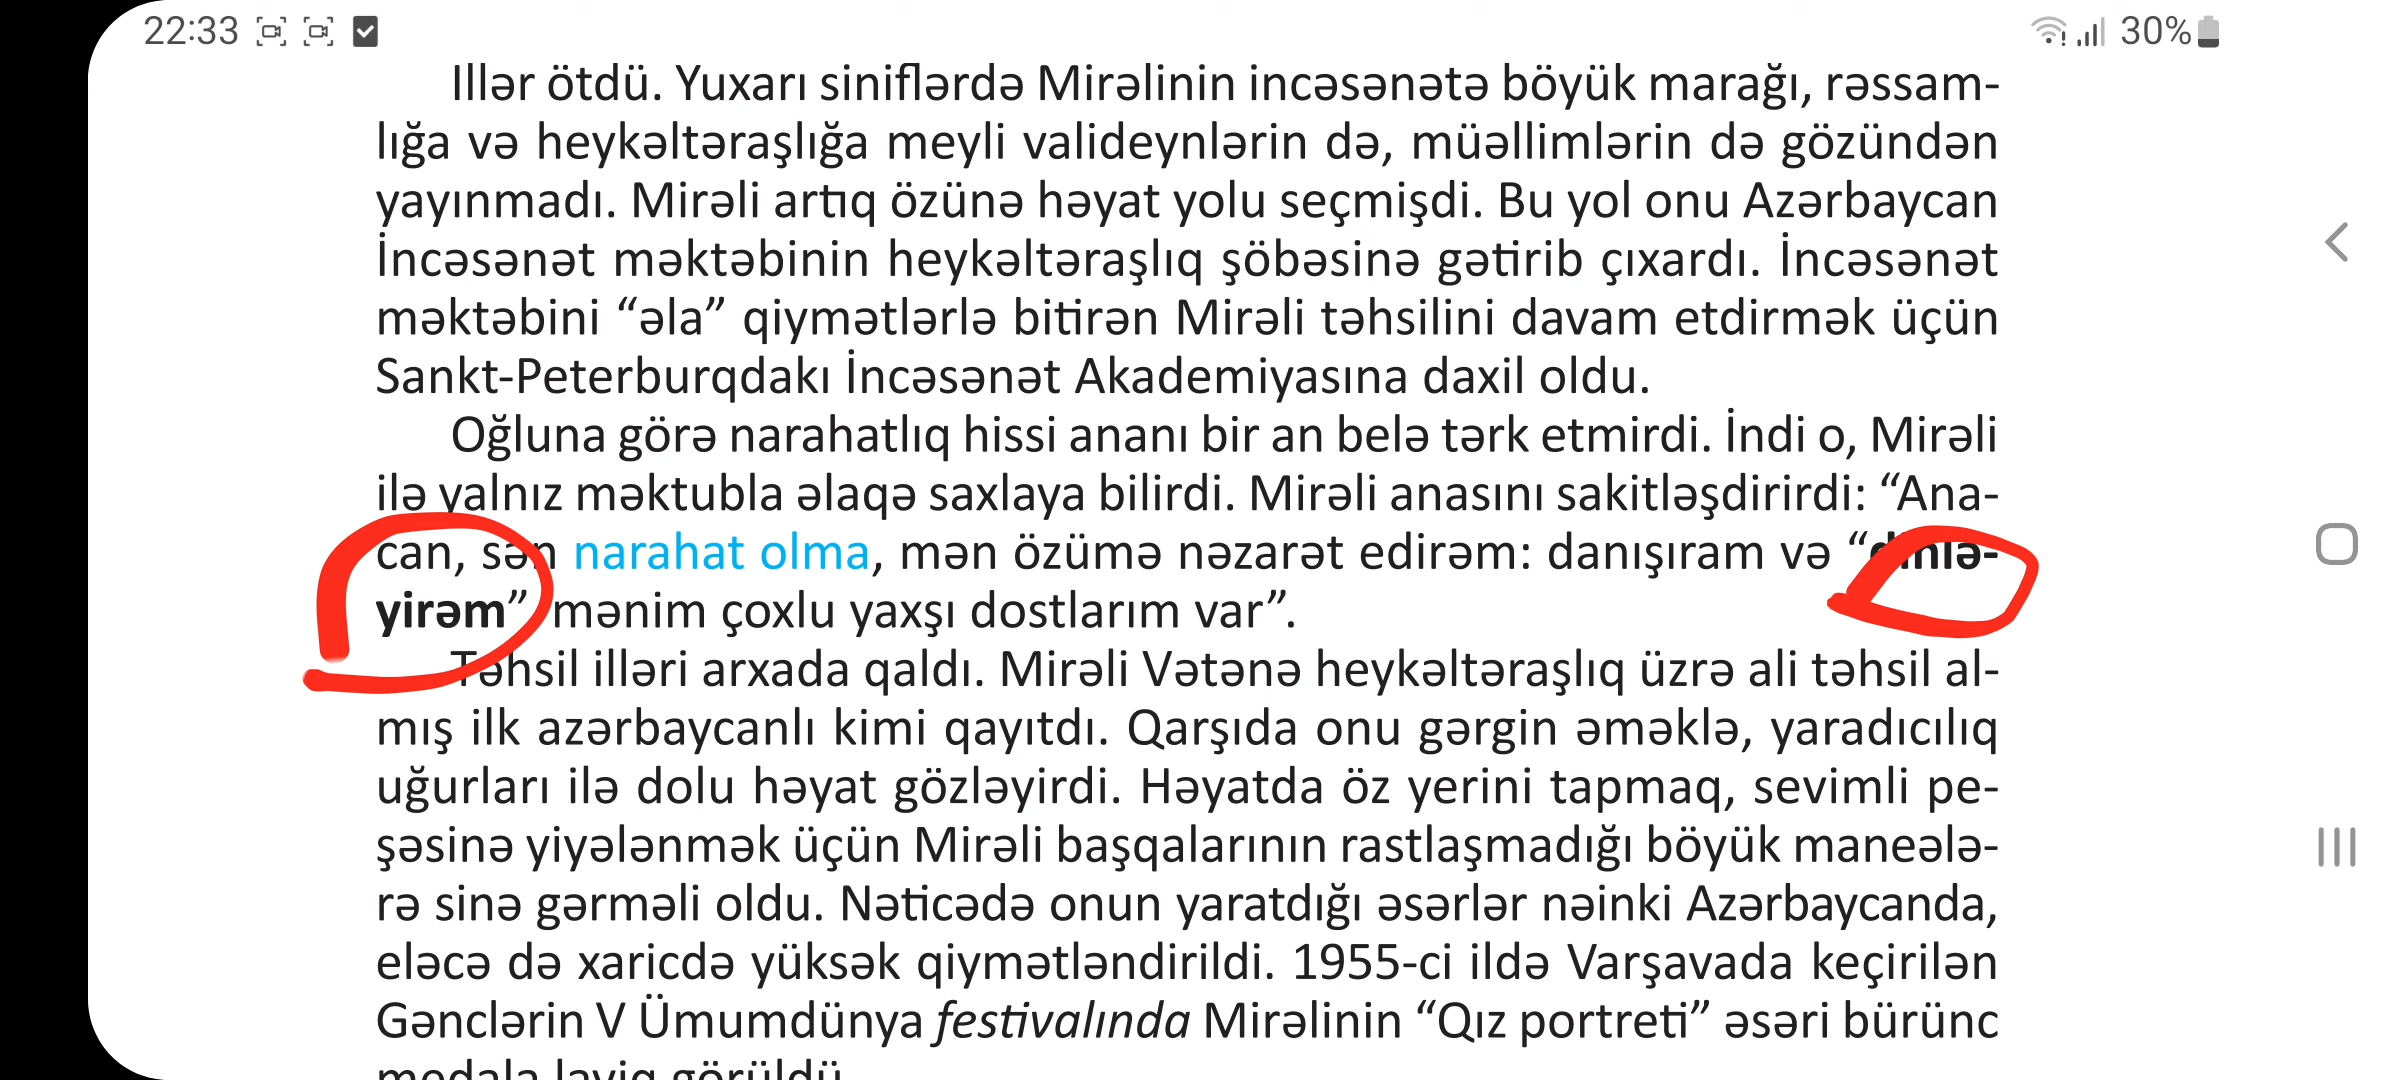 22:33 30%
Illər ötdü. Yuxarı siniflərdə Mirəlinin incəsənətə böyük marağı, rəssam-
lığa və heykəltəraşlığa meyli valideynlərin də, müəllimlərin də gözündən
yayınmadı. Mirəli artıq özünə həyat yolu seçmişdi. Bu yol onu Azərbaycan
İncəsənət məktəbinin heykəltəraşlıq şöbəsinə gətirib çıxardı. İncəsənət
məktəbini “əla” qiymətlərlə bitirən Mirəli təhsilini davam etdirmək üçün
Sankt-Peterburqdakı İncəsənət Akademiyasına daxil oldu.
Oğluna görə narahatlıq hissi ananı bir an belə tərk etmirdi. İndi o, Mirəli
ilə yalnız məktubla əlaqə saxlaya bilirdi. Mirəli anasını sakitləşdirirdi: “Ana-
can, sən narahat olma, mən özümə nəzarət edirəm: danışıram və “dinlə-
yirəm” mənim çoxlu yaxşı dostlarım var”.
Təhsil illəri arxada qaldı. Mirəli Vətənə heykəltəraşlıq üzrə ali təhsil al-
mış ilk azərbaycanlı kimi qayıtdı. Qarşıda onu gərgin əməklə, yaradıcılıq
uğurları ilə dolu həyat gözləyirdi. Həyatda öz yerini tapmaq, sevimli pe-
şəsinə yiyələnmək üçün Mirəli başqalarının rastlaşmadığı böyük maneələ-
rə sinə gərməli oldu. Nəticədə onun yaratdığı əsərlər nəinki Azərbaycanda,
eləcə də xaricdə yüksək qiymətləndirildi. 1955-ci ildə Varşavada keçirilən
Gənclərin V Ümumdünya festivalında Mirəlinin “Qız portreti” əsəri bürünc
medala layiq görüldü